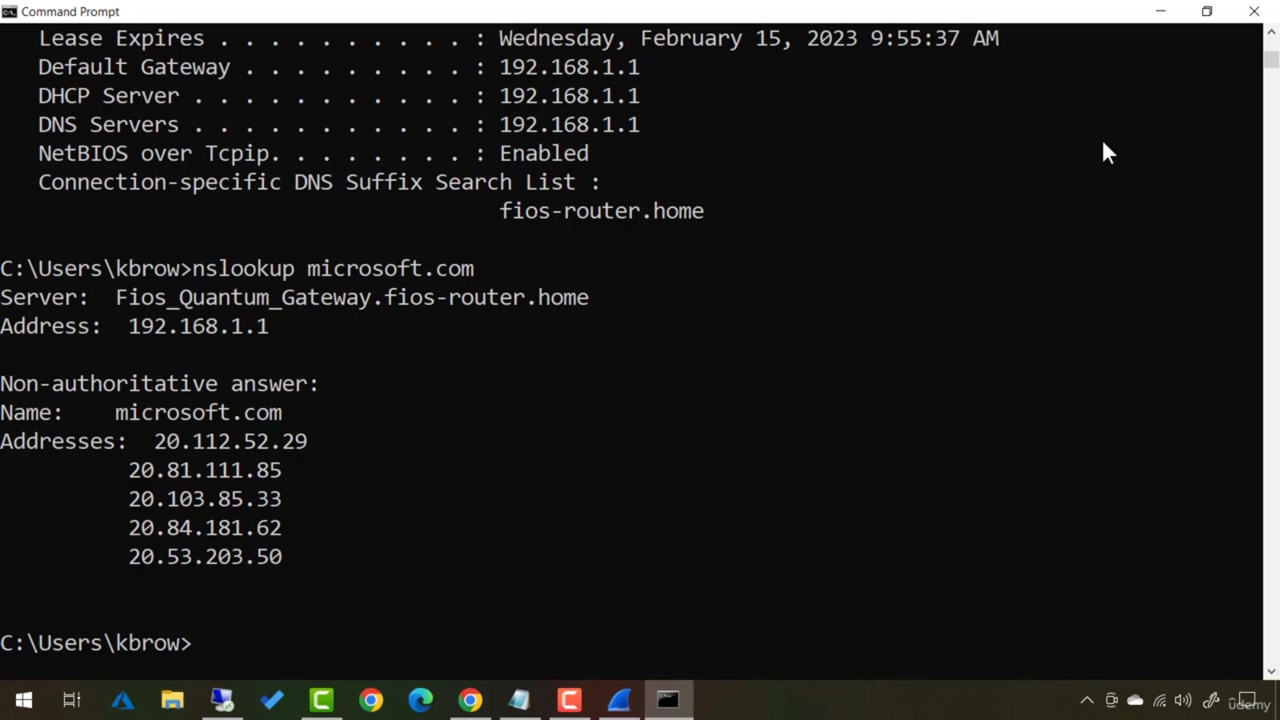 Command Prompt
Lease Expires . . . . . . . . . . : Wednesday, February 15, 2023 9:55:37 AM
Default Gateway . . . . . . . . . : 192.168.1.1
DHCP Server . . . . . . . . . . . : 192.168.1.1
DNS Servers . . . . . . . . . . . : 192.168.1.1
NetBIOS over Tcpip. . . . . . . . : Enabled
Connection-specific DNS Suffix Search List :
fios-router.home
C:\Users\kbrow>nslookup microsoft.com
Server:  Fios_Quantum_Gateway.fios-router.home
Address:  192.168.1.1
Non-authoritative answer:
Name:    microsoft.com
Addresses:  20.112.52.29
20.81.111.85
20.103.85.33
20.84.181.62
20.53.203.50
C:\Users\kbrow>
udemy